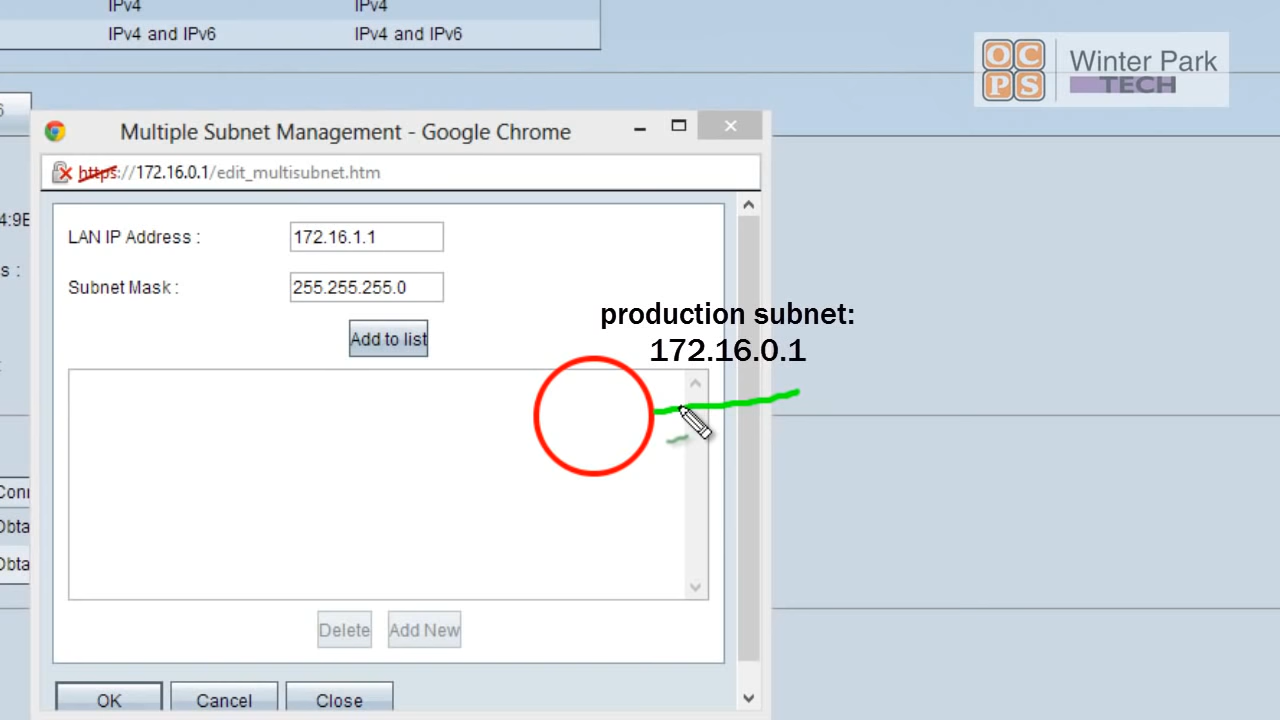 IPv4 IPv4
IPv4 and IPv6 IPv4 and IPv6
OC
PS
Winter Park
TECH
6
Multiple Subnet Management - Google Chrome
https://172.16.0.1/edit_multisubnet.htm
4:9E
LAN IP Address : 172.16.1.1
s :
Subnet Mask : 255.255.255.0
production subnet:
172.16.0.1
Add to list
Conn
Obta
Obta
Delete Add New
OK Cancel Close